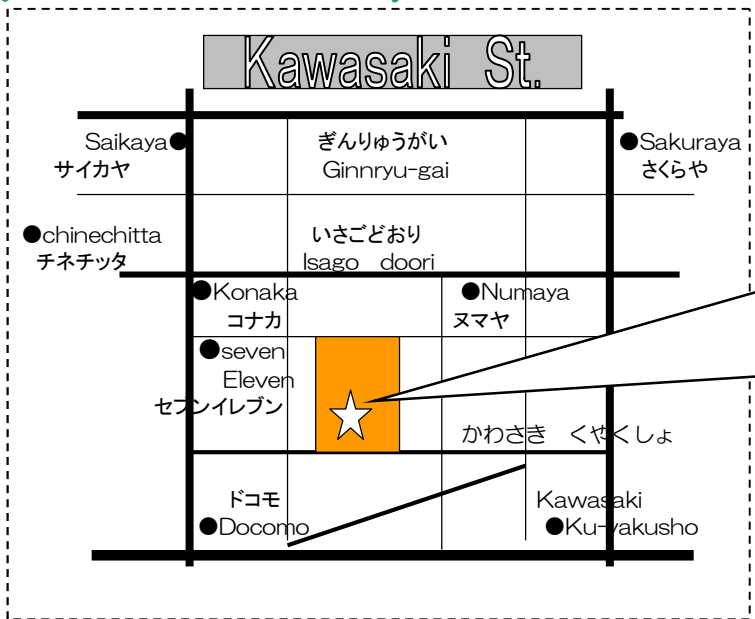 Kawasaki St.
Saikaya
サイカヤ
ぎんりゅうがい
Ginnryu-gai
Sakuraya
さくらや
chinechitta
チネチッタ
いさごどおり
Isago doori
Konaka
コナカ
Numaya
ヌマヤ
seven
Eleven
セブンイレブン
かわさき くやくしょ
ドコモ
Docomo
Kawasaki
Ku-yakusho